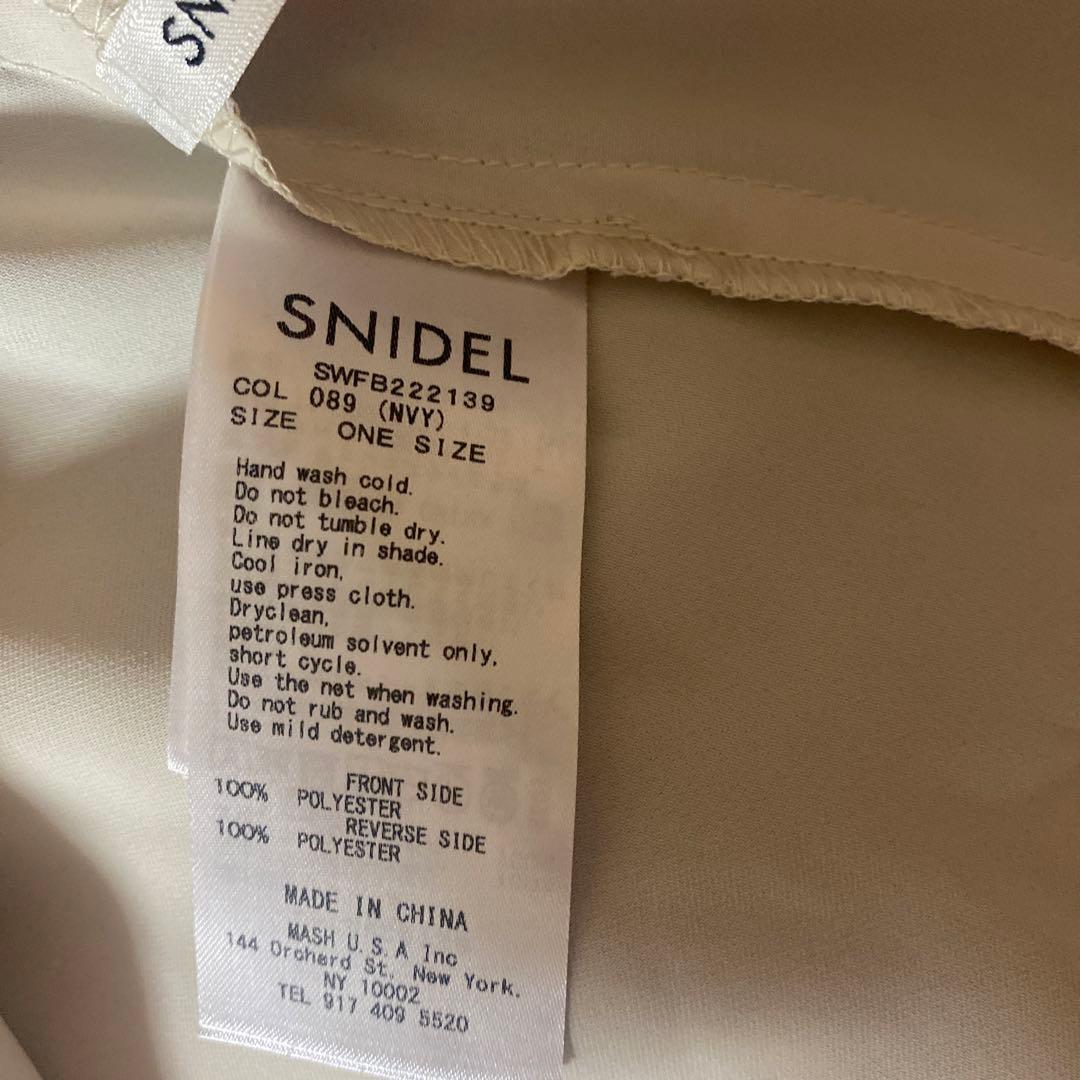 SN
SNIDEL
SWFB222139
COL 089 (NVY)
SIZE ONE SIZE
Hand wash cold.
Do not bleach.
Do not tumble dry.
Line dry in shade.
Cool iron,
use press cloth.
Dryclean,
petroleum solvent only,
short cycle.
Use the net when washing.
Do not rub and wash.
Use mild detergent.
FRONT SIDE
100% POLYESTER
REVERSE SIDE
100% POLYESTER
MADE IN CHINA
MASH U.S.A Inc
144 Orchard St. New York.
NY 10002
TEL 917 409 5520